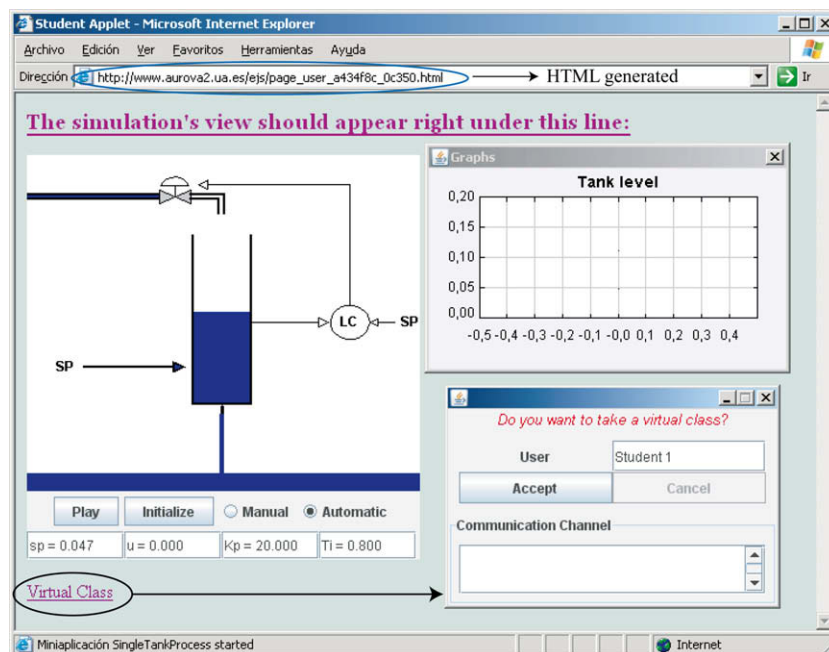 Student Applet - Microsoft Internet Explorer
Archivo Edición Ver Favoritos Herramientas Ayuda
Dirección http://www.aurova2.ua.es/ejs/page_user_a434f8c_0c350.html HTML generated Ir
The simulation's view should appear right under this line:
Graphs
Tank level
0,20
0,15
0,10
0,05
0,00
-0,5 -0,4 -0,3 -0,2 -0,1 -0,0 0,1 0,2 0,3 0,4
LC SP
SP
Do you want to take a virtual class?
User Student 1
Accept Cancel
Communication Channel
Play Initialize Manual Automatic
sp = 0.047 u = 0.000 Kp = 20.000 Ti = 0.800
Virtual Class
Miniaplicación SingleTankProcess started Internet